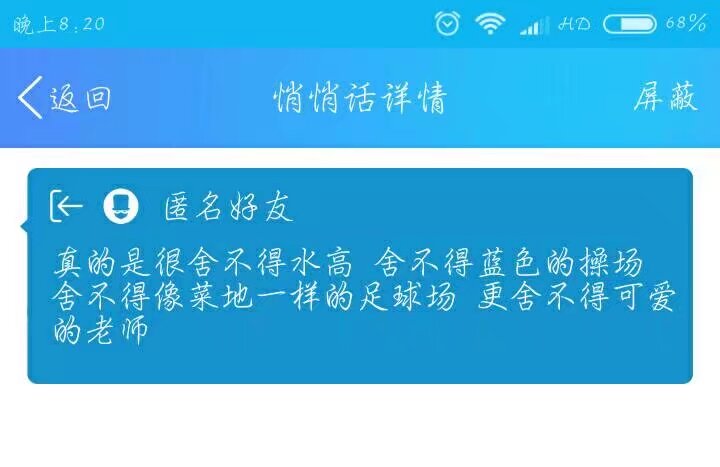 晚上8:20 HD 68%
返回 悄悄话详情 屏蔽
匿名好友
真的是很舍不得水高 舍不得蓝色的操场
舍不得像菜地一样的足球场 更舍不得可爱
的老师